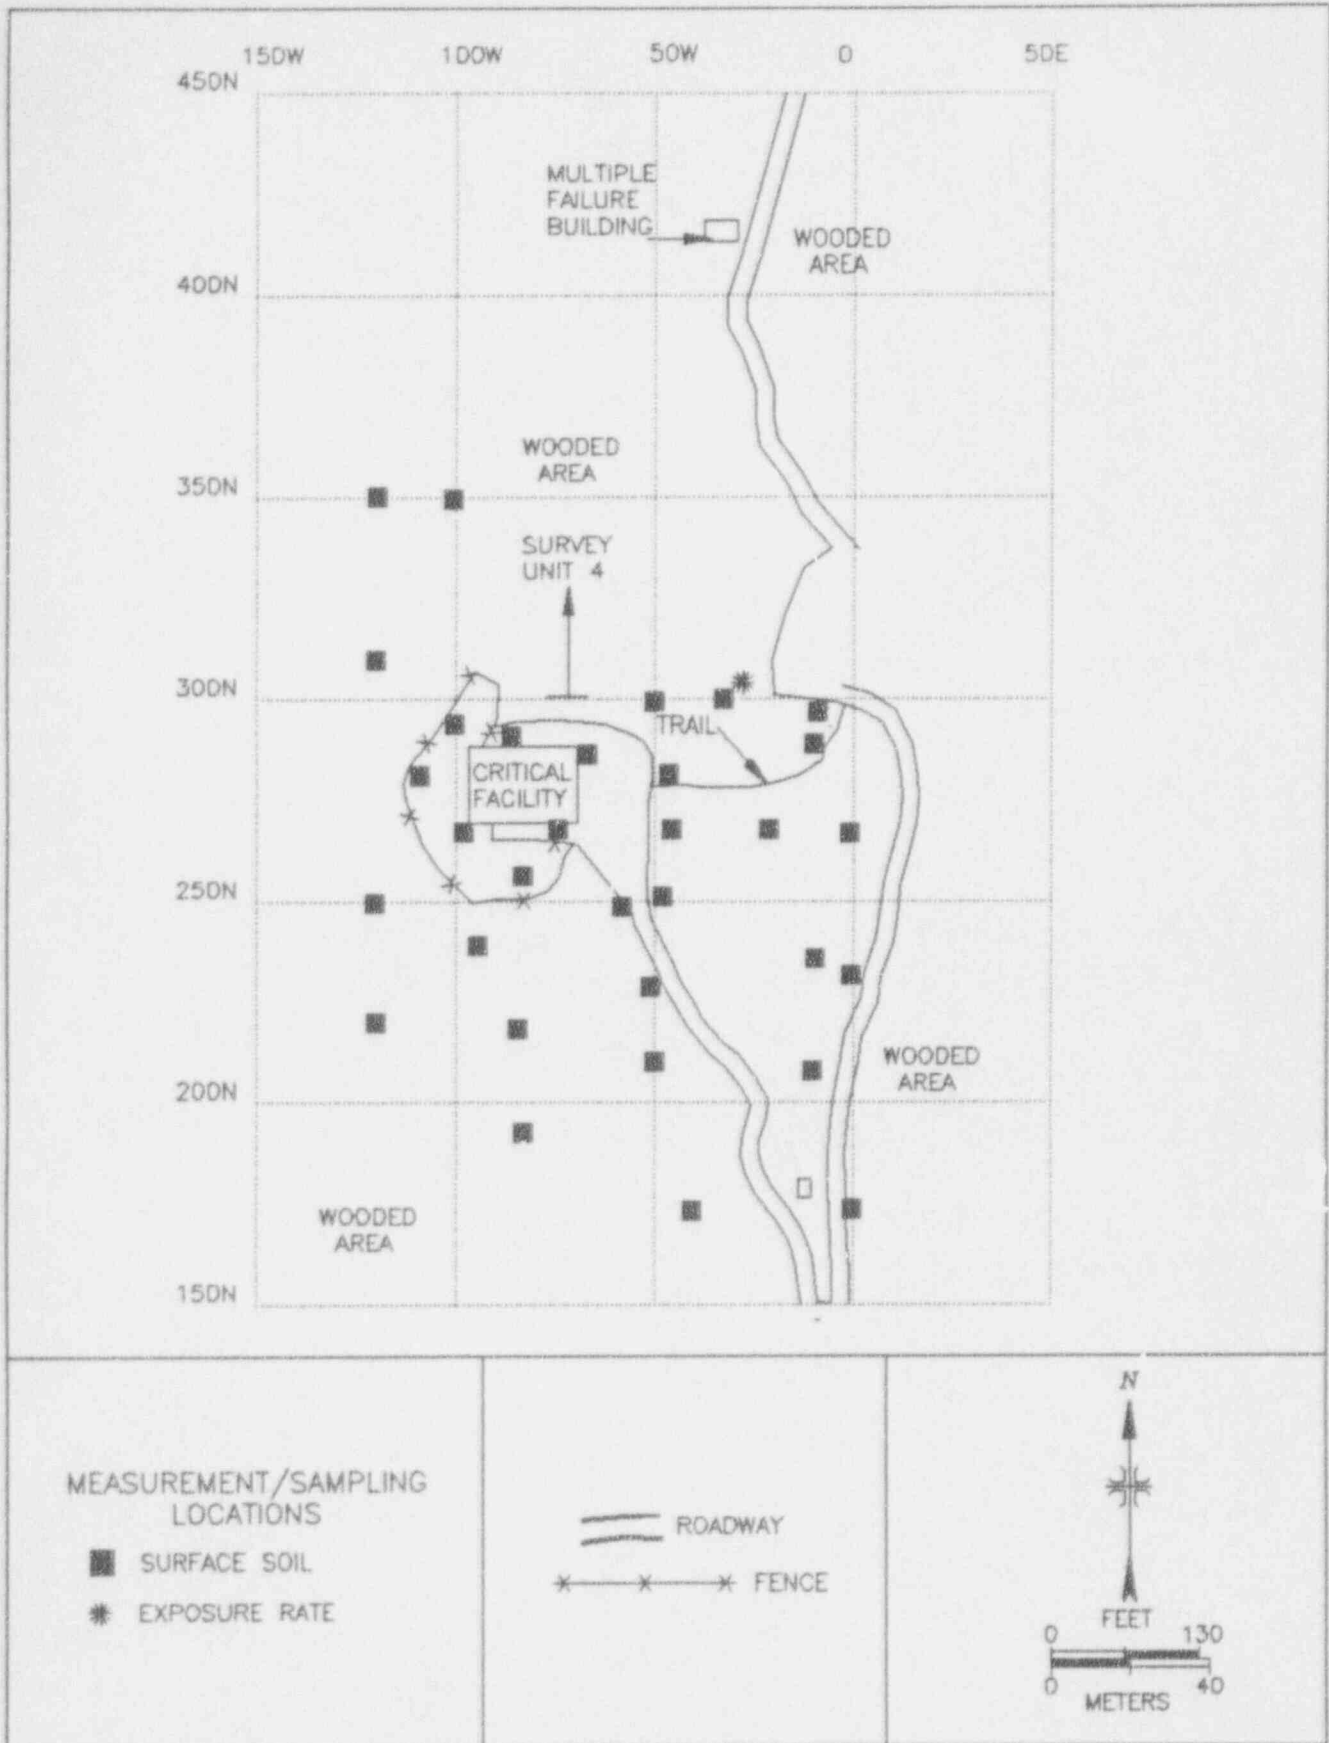 150W 100W 50W 0 50E
450N
MULTIPLE
FAILURE
BUILDING
WOODED
AREA
400N
WOODED
AREA
350N
SURVEY
UNIT 4
300N
TRAIL
CRITICAL
FACILITY
250N
WOODED
AREA
200N
WOODED
AREA
150N
MEASUREMENT/SAMPLING
LOCATIONS
SURFACE SOIL
EXPOSURE RATE
ROADWAY
FENCE
N
FEET
0 130
0 40
METERS